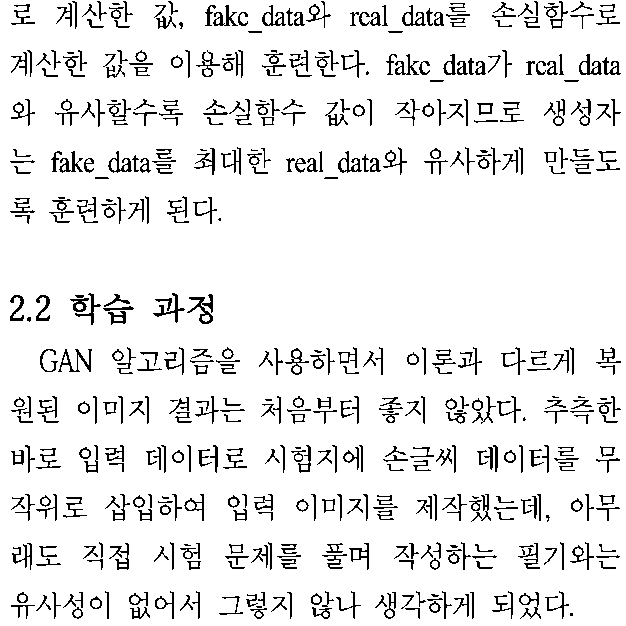 로 계산한 값, fake_data와 real_data를 손실함수로
계산한 값을 이용해 훈련한다. fake_data가 real_data
와 유사할수록 손실함수 값이 작아지므로 생성자
는 fake_data를 최대한 real_data와 유사하게 만들도
록 훈련하게 된다.
2.2 학습 과정
GAN 알고리즘을 사용하면서 이론과 다르게 복
원된 이미지 결과는 처음부터 좋지 않았다. 추측한
바로 입력 데이터로 시험지에 손글씨 데이터를 무
작위로 삽입하여 입력 이미지를 제작했는데, 아무
래도 직접 시험 문제를 풀며 작성하는 필기와는
유사성이 없어서 그렇지 않나 생각하게 되었다.